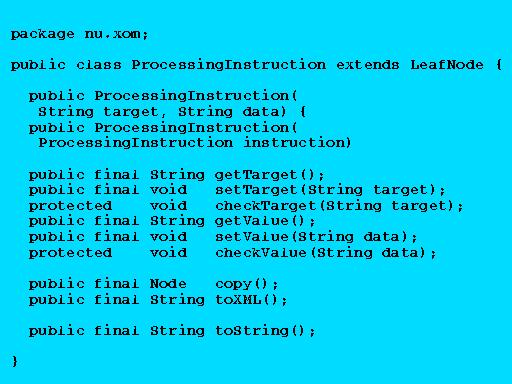 package nu.xom;
public class ProcessingInstruction extends LeafNode {
public ProcessingInstruction(
String target, String data) {
public ProcessingInstruction(
ProcessingInstruction instruction)
public final String getTarget();
public final void setTarget(String target);
protected void checkTarget(String target);
public final String getValue();
public final void setValue(String data);
protected void checkValue(String data);
public final Node copy();
public final String toXML();
public final String toString();
}